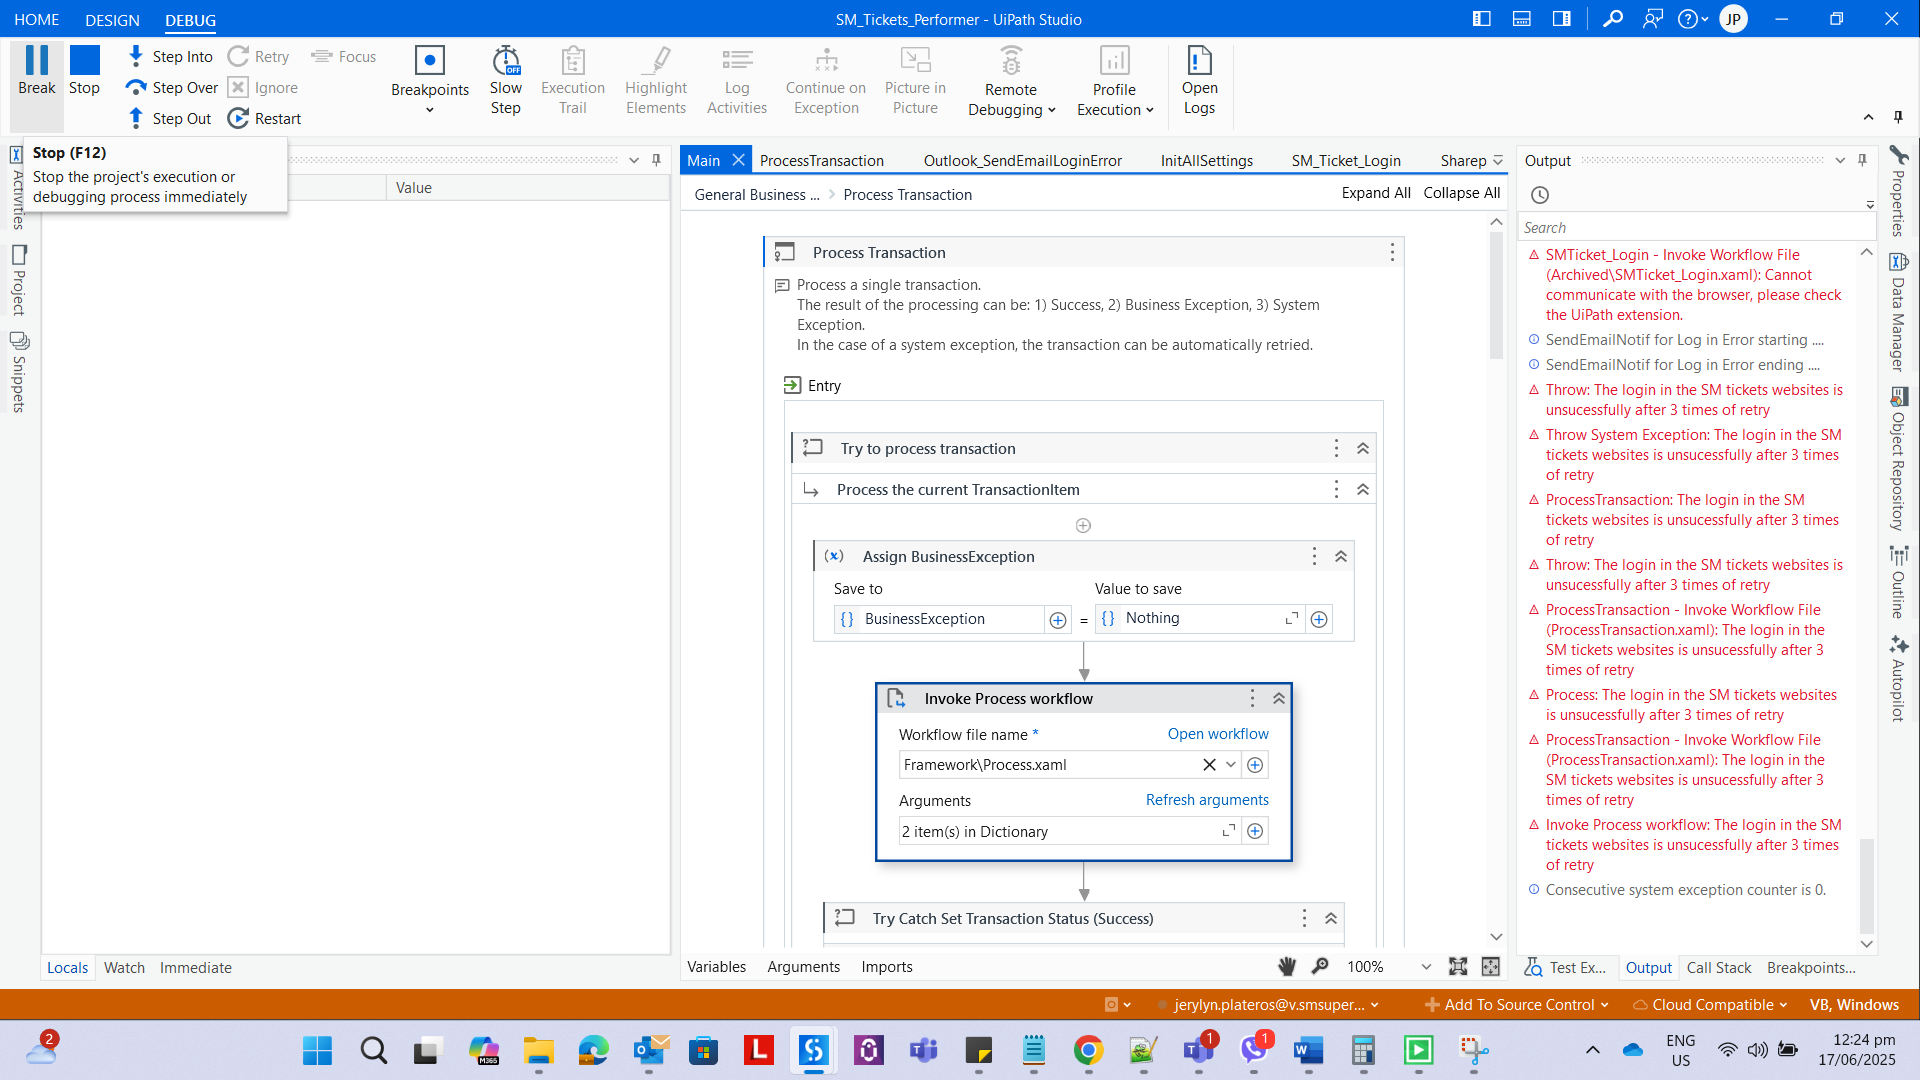 HOME
DESIGN
DEBUG
SM_Tickets_Performer - UiPath Studio
JP
Break
Stop
Step Into
Step Over
Step Out
Retry
Ignore
Restart
Focus
Breakpoints
Slow
Step
OFF
Execution
Trail
Highlight
Elements
Log
Activities
Continue on
Exception
Picture in
Picture
Remote
Debugging
Profile
Execution
Open
Logs
Stop (F12)
Stop the project's execution or
debugging process immediately
Value
Activities
Project
Snippets
Locals
Watch
Immediate
Main
ProcessTransaction
Outlook_SendEmailLoginError
InitAllSettings
SM_Ticket_Login
Sharep
General Business ...
Process Transaction
Expand All
Collapse All
Process Transaction
Process a single transaction.
The result of the processing can be: 1) Success, 2) Business Exception, 3) System
Exception.
In the case of a system exception, the transaction can be automatically retried.
Entry
Try to process transaction
Process the current TransactionItem
(x) Assign BusinessException
Save to
Value to save
{} BusinessException
=
{} Nothing
Invoke Process workflow
Workflow file name *
Open workflow
Framework\Process.xaml
Arguments
Refresh arguments
2 item(s) in Dictionary
Try Catch Set Transaction Status (Success)
Variables
Arguments
Imports
100%
Output
Search
SMTicket_Login - Invoke Workflow File
(Archived\SMTicket_Login.xaml): Cannot
communicate with the browser, please check
the UiPath extension.
SendEmailNotif for Log in Error starting ....
SendEmailNotif for Log in Error ending ....
Throw: The login in the SM tickets websites is
unsucessfully after 3 times of retry
Throw System Exception: The login in the SM
tickets websites is unsucessfully after 3 times
of retry
ProcessTransaction: The login in the SM
tickets websites is unsucessfully after 3 times
of retry
Throw: The login in the SM tickets websites is
unsucessfully after 3 times of retry
ProcessTransaction - Invoke Workflow File
(ProcessTransaction.xaml): The login in the
SM tickets websites is unsucessfully after 3
times of retry
Process: The login in the SM tickets websites
is unsucessfully after 3 times of retry
ProcessTransaction - Invoke Workflow File
(ProcessTransaction.xaml): The login in the
SM tickets websites is unsucessfully after 3
times of retry
Invoke Process workflow: The login in the SM
tickets websites is unsucessfully after 3 times
of retry
Consecutive system exception counter is 0.
Test Ex...
Output
Call Stack
Breakpoints...
Properties
Data Manager
Object Repository
Outline
Autopilot
jerylyn.plateros@v.smsuper...
Add To Source Control
Cloud Compatible
VB, Windows
2
M365
L
1
1
ENG
US
12:24 pm
17/06/2025